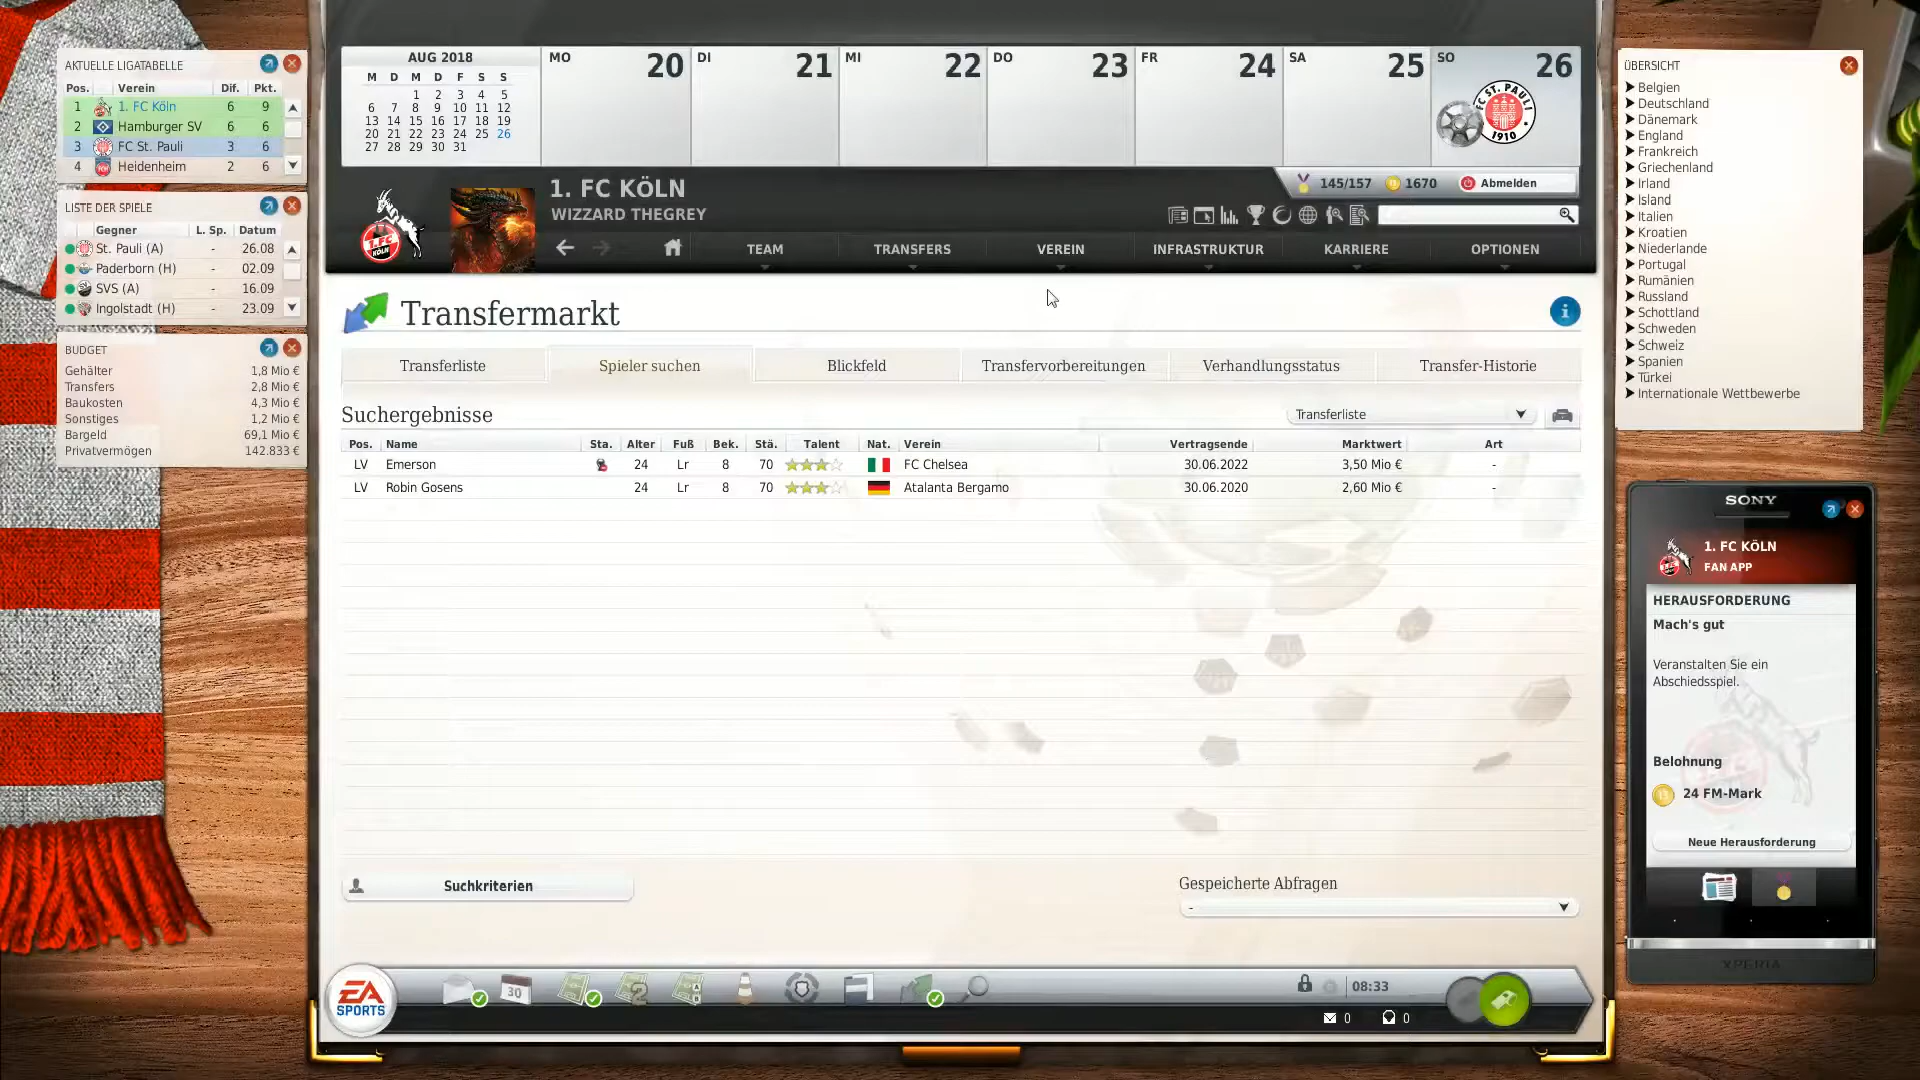 AKTUELLE LIGATABELLE
Pos. Verein Dif. Pkt.
1 1. FC Köln 6 9
2 Hamburger SV 6 6
3 FC St. Pauli 3 6
4 Heidenheim 2 6
LISTE DER SPIELE
Gegner L. Sp. Datum
St. Pauli (A) - 26.08
Paderborn (H) - 02.09
SVS (A) - 16.09
Ingolstadt (H) - 23.09
BUDGET
Gehälter 1,8 Mio €
Transfers 2,8 Mio €
Baukosten 4,3 Mio €
Sonstiges 1,2 Mio €
Bargeld 69,1 Mio €
Privatvermögen 142.833 €
AUG 2018
M D M D F S S
1 2 3 4 5
6 7 8 9 10 11 12
13 14 15 16 17 18 19
20 21 22 23 24 25 26
27 28 29 30 31
MO 20 DI 21 MI 22 DO 23 FR 24 SA 25 SO 26
FC ST. PAULI
1910
145/157 1670 Abmelden
1. FC KÖLN
WIZZARD THEGREY
1.FC
KÖLN
TEAM TRANSFERS VEREIN INFRASTRUKTUR KARRIERE OPTIONEN
Transfermarkt
Transferliste Spieler suchen Blickfeld Transfervorbereitungen Verhandlungsstatus Transfer-Historie
Suchergebnisse Transferliste
Pos. Name Sta. Alter Fuß Bek. Stä. Talent Nat. Verein Vertragsende Marktwert Art
LV Emerson 24 Lr 8 70 FC Chelsea 30.06.2022 3,50 Mio € -
LV Robin Gosens 24 Lr 8 70 Atalanta Bergamo 30.06.2020 2,60 Mio € -
Suchkriterien
Gespeicherte Abfragen
-
EA
SPORTS
30
2
08:33
0 0
ÜBERSICHT
Belgien
Deutschland
Dänemark
England
Frankreich
Griechenland
Irland
Island
Italien
Kroatien
Niederlande
Portugal
Rumänien
Russland
Schottland
Schweden
Schweiz
Spanien
Türkei
Internationale Wettbewerbe
SONY
1. FC KÖLN
FAN APP
HERAUSFORDERUNG
Mach's gut
Veranstalten Sie ein
Abschiedsspiel.
Belohnung
24 FM-Mark
Neue Herausforderung
XPERIA